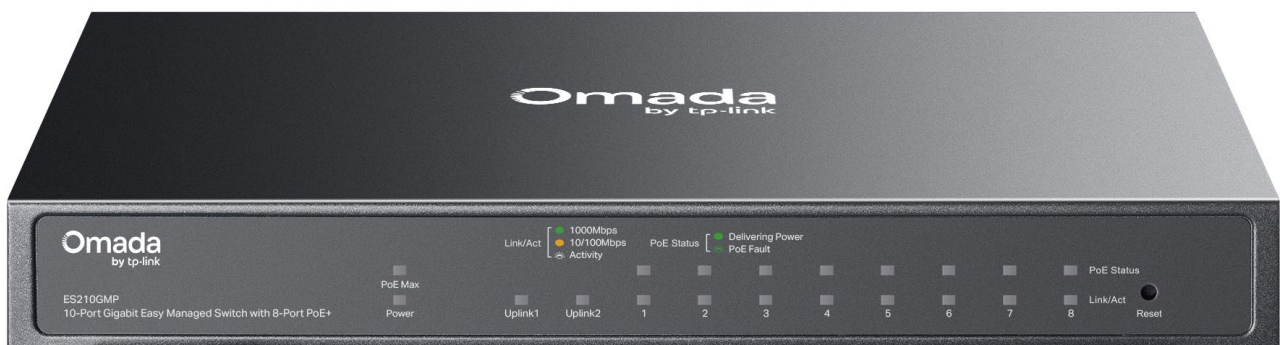 Omada
by tp-link
Omada
by tp-link
Link/Act
1000Mbps
10/100Mbps
Activity
PoE Status
Delivering Power
PoE Fault
PoE Max
PoE Status
ES210GMP
10-Port Gigabit Easy Managed Switch with 8-Port PoE+
Power
Uplink1 Uplink2 1 2 3 4 5 6 7 8
Link/Act
Reset